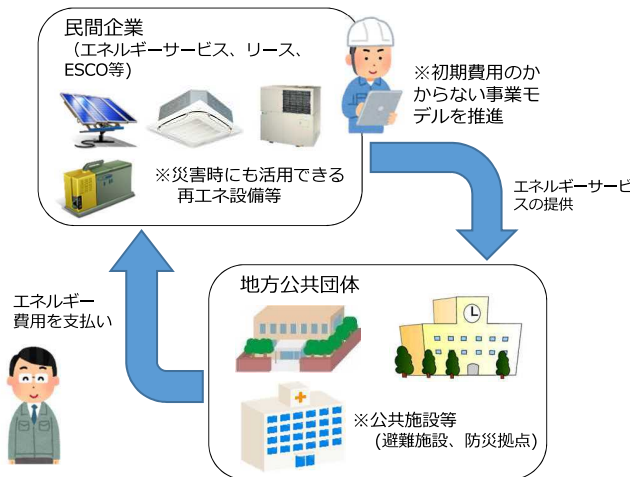 民間企業
（エネルギーサービス、リース、
ESCO等)
※災害時にも活用できる
再エネ設備等
※初期費用のか
からない事業モ
デルを推進
エネルギーサービ
スの提供
エネルギー
費用を支払い
地方公共団体
※公共施設等
(避難施設、防災拠点)